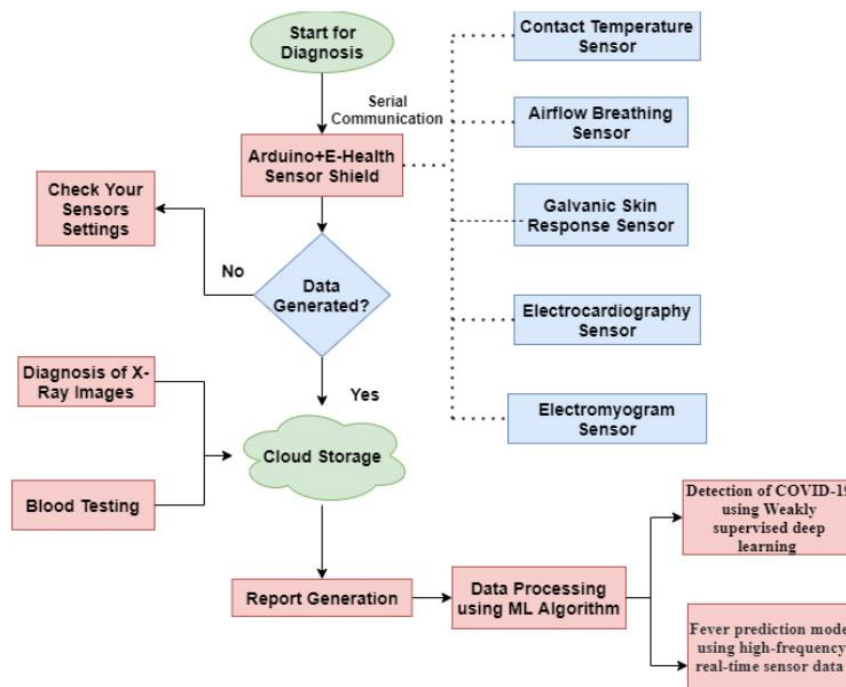 Start for
Diagnosis
Contact Temperature
Sensor
Serial
Communication
Airflow Breathing
Sensor
Arduino+E-Health
Sensor Shield
Check Your
Sensors
Settings
Galvanic Skin
Response Sensor
No
Data
Generated?
Electrocardiography
Sensor
Diagnosis of X-
Ray Images
Yes
Electromyogram
Sensor
Cloud Storage
Blood Testing
Detection of COVID-19
using Weakly
supervised deep
learning
Report Generation
Data Processing
using ML Algorithm
Fever prediction mode
using high-frequency
real-time sensor data